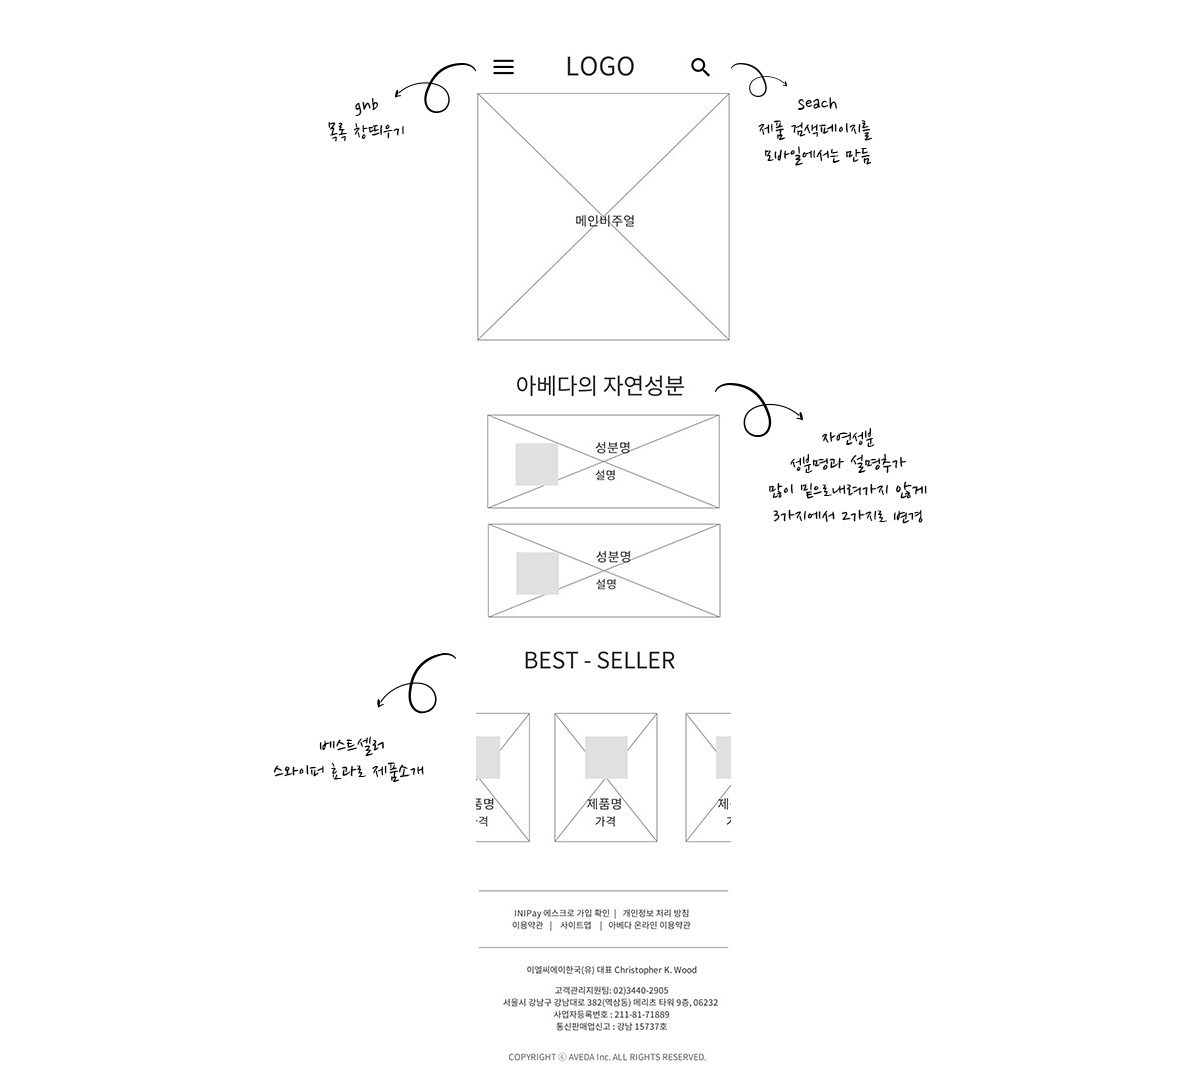 LOGO
gnb
목록 창띄우기
seach
제품 검색페이지를
모바일에서는 만듬
메인비주얼
아베다의 자연성분
성분명
설명
자연성분
성분명과 설명추가
많이 밑으로내려가지 않게
3가지에서 2가지로 변경
성분명
설명
BEST - SELLER
베스트셀러
스와이퍼 효과로 제품소개
품명
가격
제품명
가격
제
INIPay 에스크로 가입 확인 | 개인정보 처리 방침
이용약관 | 사이트맵 | 아베다 온라인 이용약관
이엘씨에이한국(유) 대표 Christopher K. Wood
고객관리지원팀: 02)3440-2905
서울시 강남구 강남대로 382(역삼동) 메리츠 타워 9층, 06232
사업자등록번호 : 211-81-71889
통신판매업신고 : 강남 15737호
COPYRIGHT ⓒ AVEDA Inc. ALL RIGHTS RESERVED.